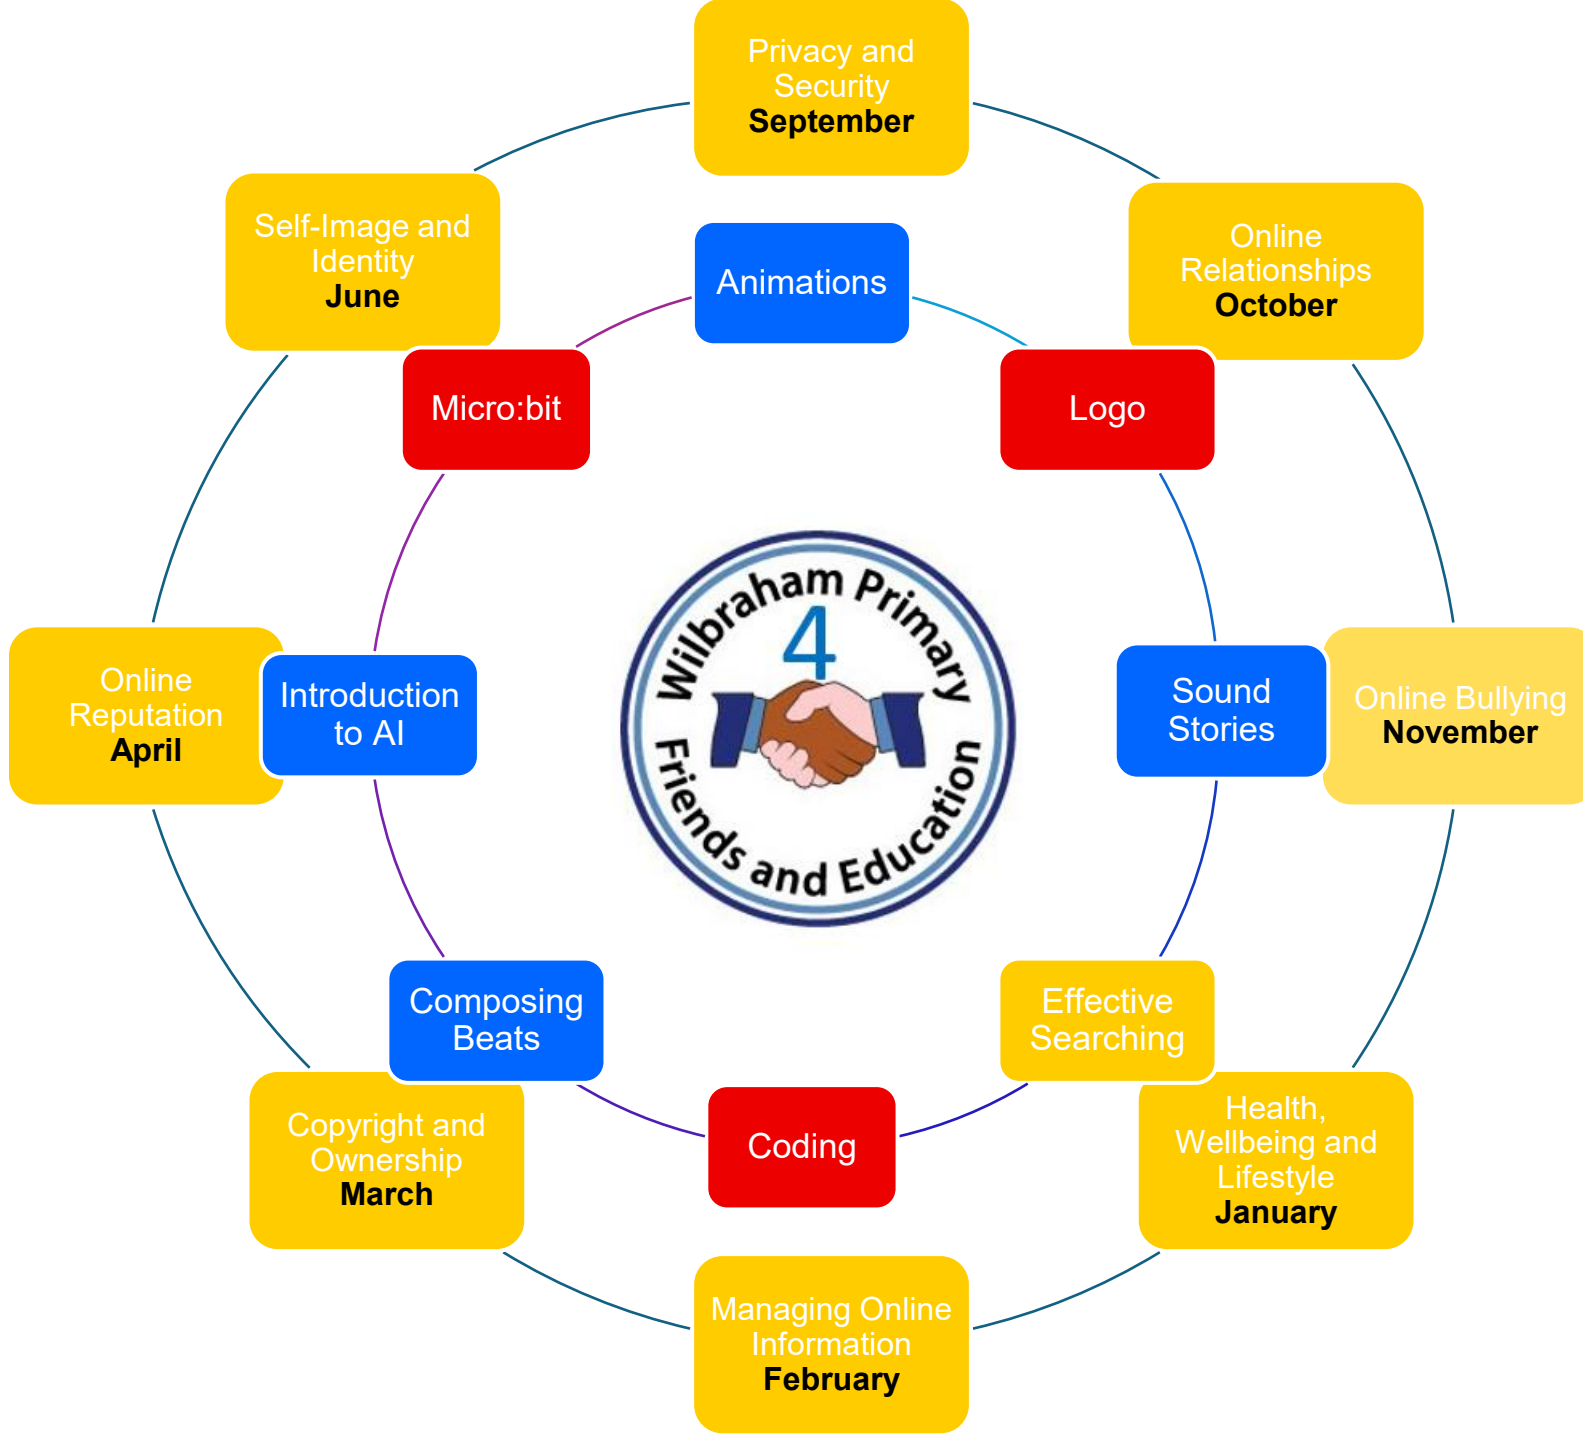 Privacy and
Security
September
Online
Relationships
October
Online Bullying
November
Health,
Wellbeing and
Lifestyle
January
Managing Online
Information
February
Copyright and
Ownership
March
Online
Reputation
April
Self-Image and
Identity
June
Animations
Logo
Sound
Stories
Effective
Searching
Coding
Composing
Beats
Introduction
to AI
Micro:bit
Wilbraham Primary
4
Friends and Education